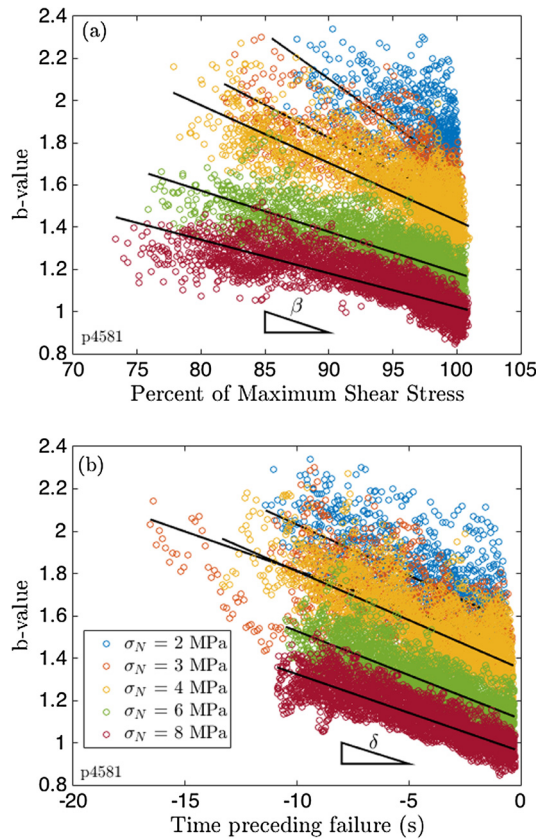 (a)
2.4
2.2
2
1.8
1.6
1.4
1.2
1
0.8
b-value
β
p4581
70 75 80 85 90 95 100 105
Percent of Maximum Shear Stress
(b)
2.4
2.2
2
1.8
1.6
1.4
1.2
1
0.8
b-value
σN = 2 MPa
σN = 3 MPa
σN = 4 MPa
σN = 6 MPa
σN = 8 MPa
δ
p4581
-20 -15 -10 -5 0
Time preceding failure (s)